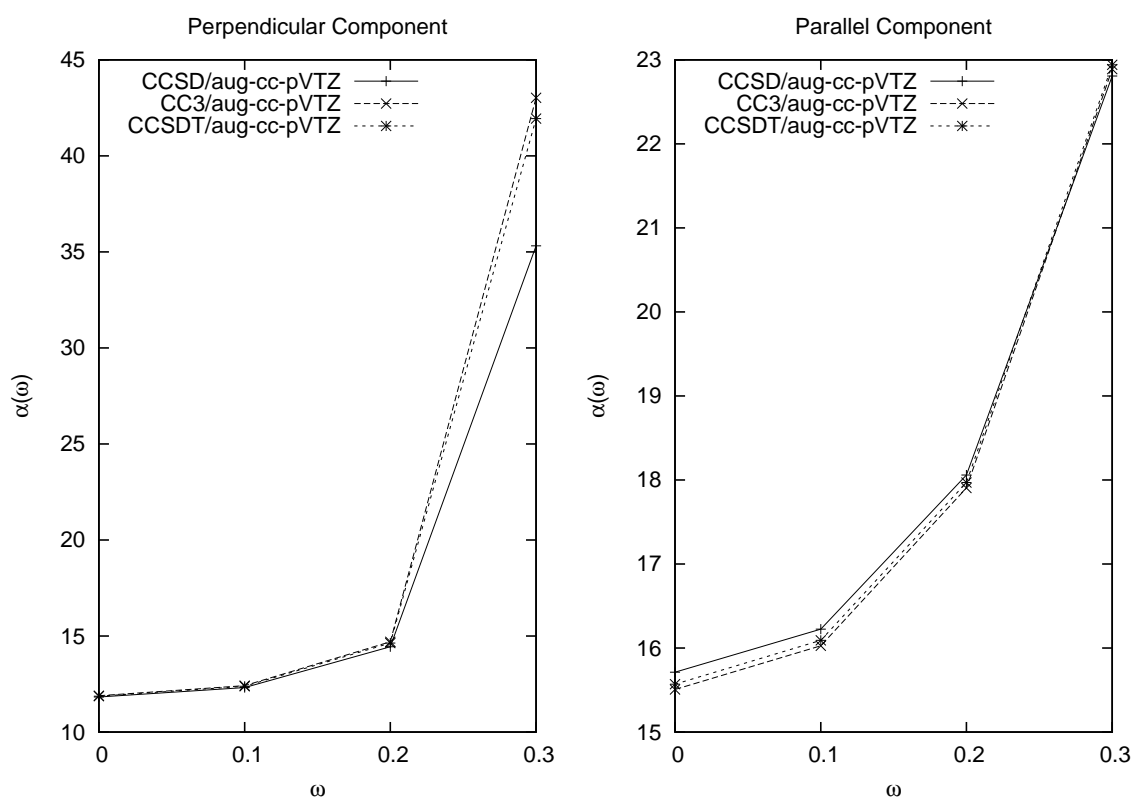 Perpendicular Component
CCSD/aug-cc-pVTZ
CC3/aug-cc-pVTZ
CCSDT/aug-cc-pVTZ
45
40
35
30
25
20
15
10
α(ω)
0
0.1
0.2
0.3
ω
Parallel Component
CCSD/aug-cc-pVTZ
CC3/aug-cc-pVTZ
CCSDT/aug-cc-pVTZ
23
22
21
20
19
18
17
16
15
α(ω)
0
0.1
0.2
0.3
ω